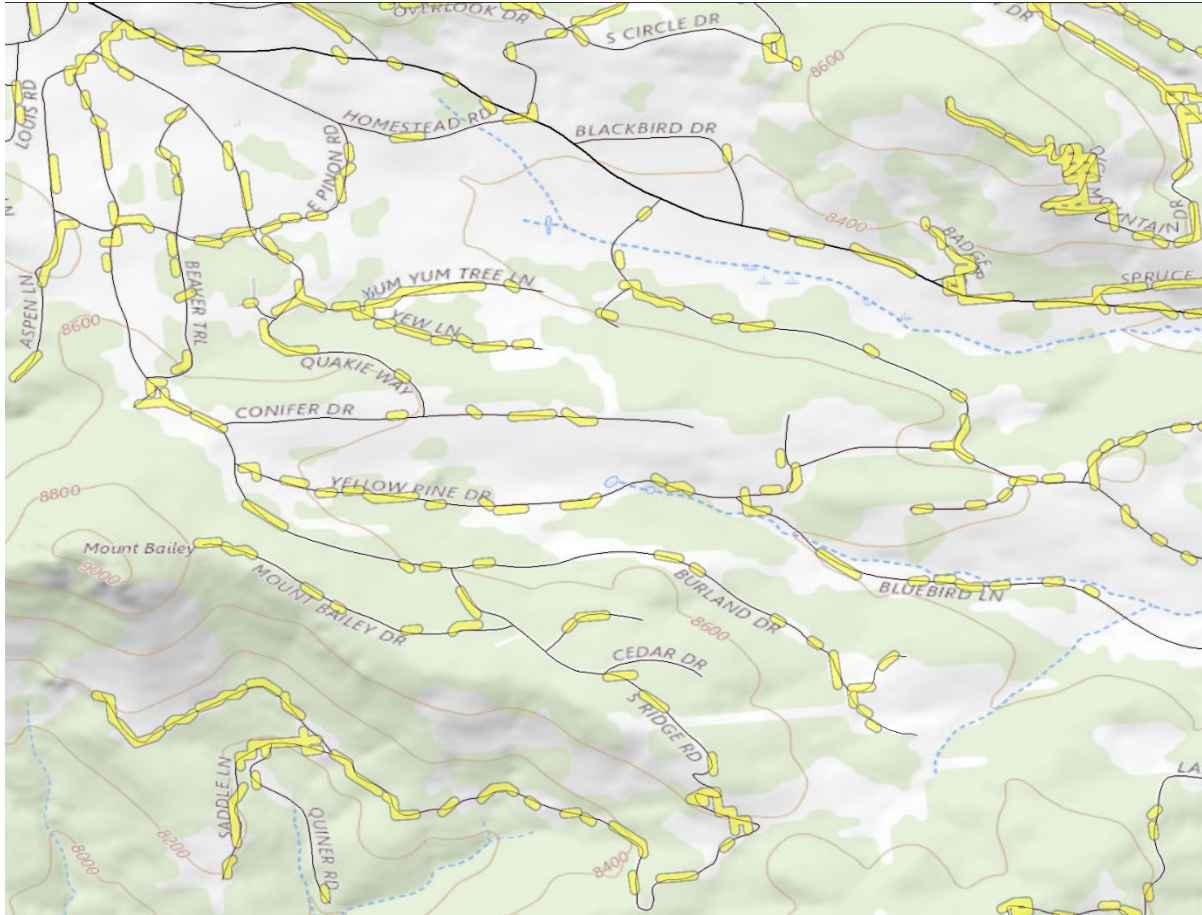 OVERLOOK DR
S CIRCLE DR
8600
LOUIS RD
HOMESTEAD RD
BLACKBIRD DR
E PINON RD
MOUNTAIN DR
8400
BADGE
ASPEN LN
BEAVER TRL
YUM YUM TREE LN
SPRUCE
8600
YEW LN
QUAKIE WAY
CONIFER DR
8800
YELLOW PINE DR
Mount Bailey
9000
MOUNT BAILEY DR
BURLAND DR
BLUEBIRD LN
8600
CEDAR DR
S RIDGE RD
LA
SADDLE LN
QUINER RD
8200
8000
8400